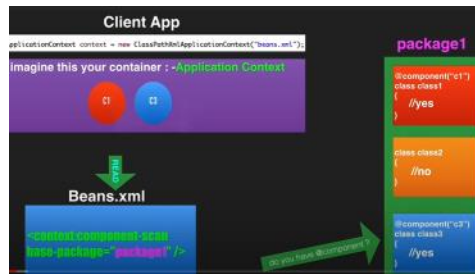 Client App
applicationContext context = new ClassPathXmlApplicationContext("beans.xml");
imagine this your container : -Application Context
C1
C3
READ
Beans.xml
<context:component-scan
base-package="package1" />
do you have @component ?
package1
@component("c1")
class class1
{
//yes
}
class class2
{
//no
}
@component("c3")
class class3
{
//yes
}